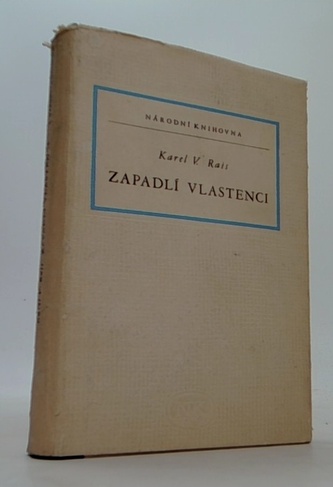 NÁRODNÍ KNIHOVNA
Karel V. Rais
ZAPADLÍ VLASTENCI